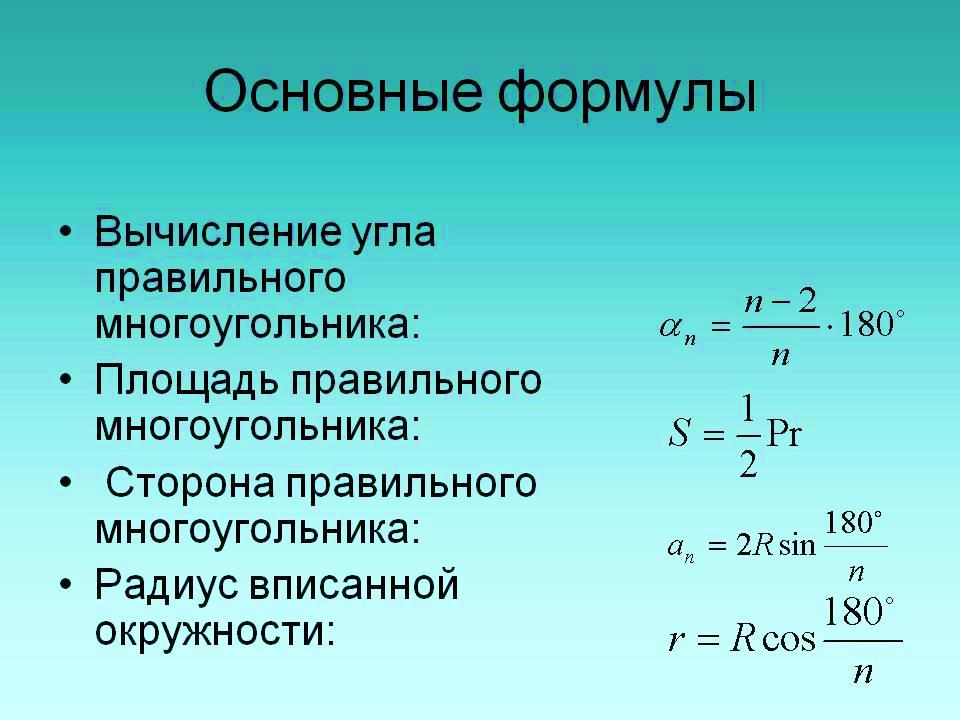 Основные формулы
• Вычисление угла
правильного
многоугольника:
αₙ = (n − 2)/n · 180°
• Площадь правильного
многоугольника:
S = 1/2 Pr
• Сторона правильного
многоугольника:
aₙ = 2R sin 180°/n
• Радиус вписанной
окружности:
r = R cos 180°/n